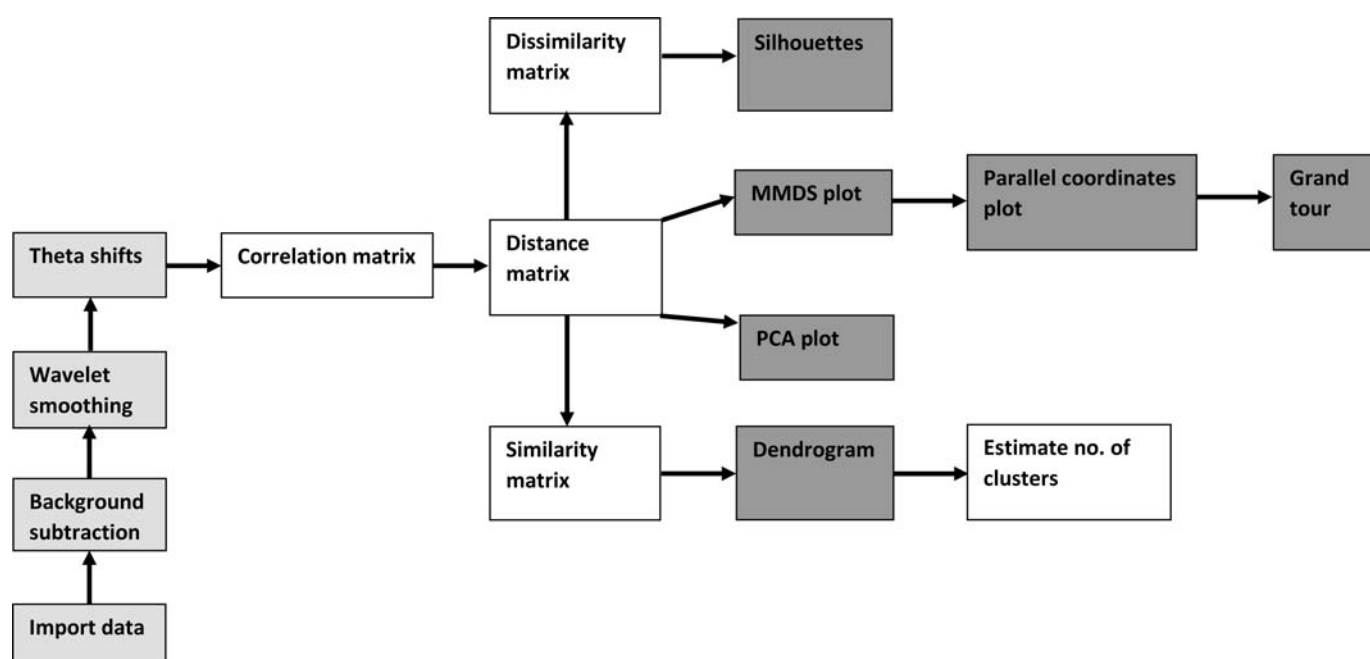 Dissimilarity
matrix
Silhouettes
MMDS plot
Parallel coordinates
plot
Grand
tour
Theta shifts
Correlation matrix
Distance
matrix
PCA plot
Wavelet
smoothing
Similarity
matrix
Dendrogram
Estimate no. of
clusters
Background
subtraction
Import data